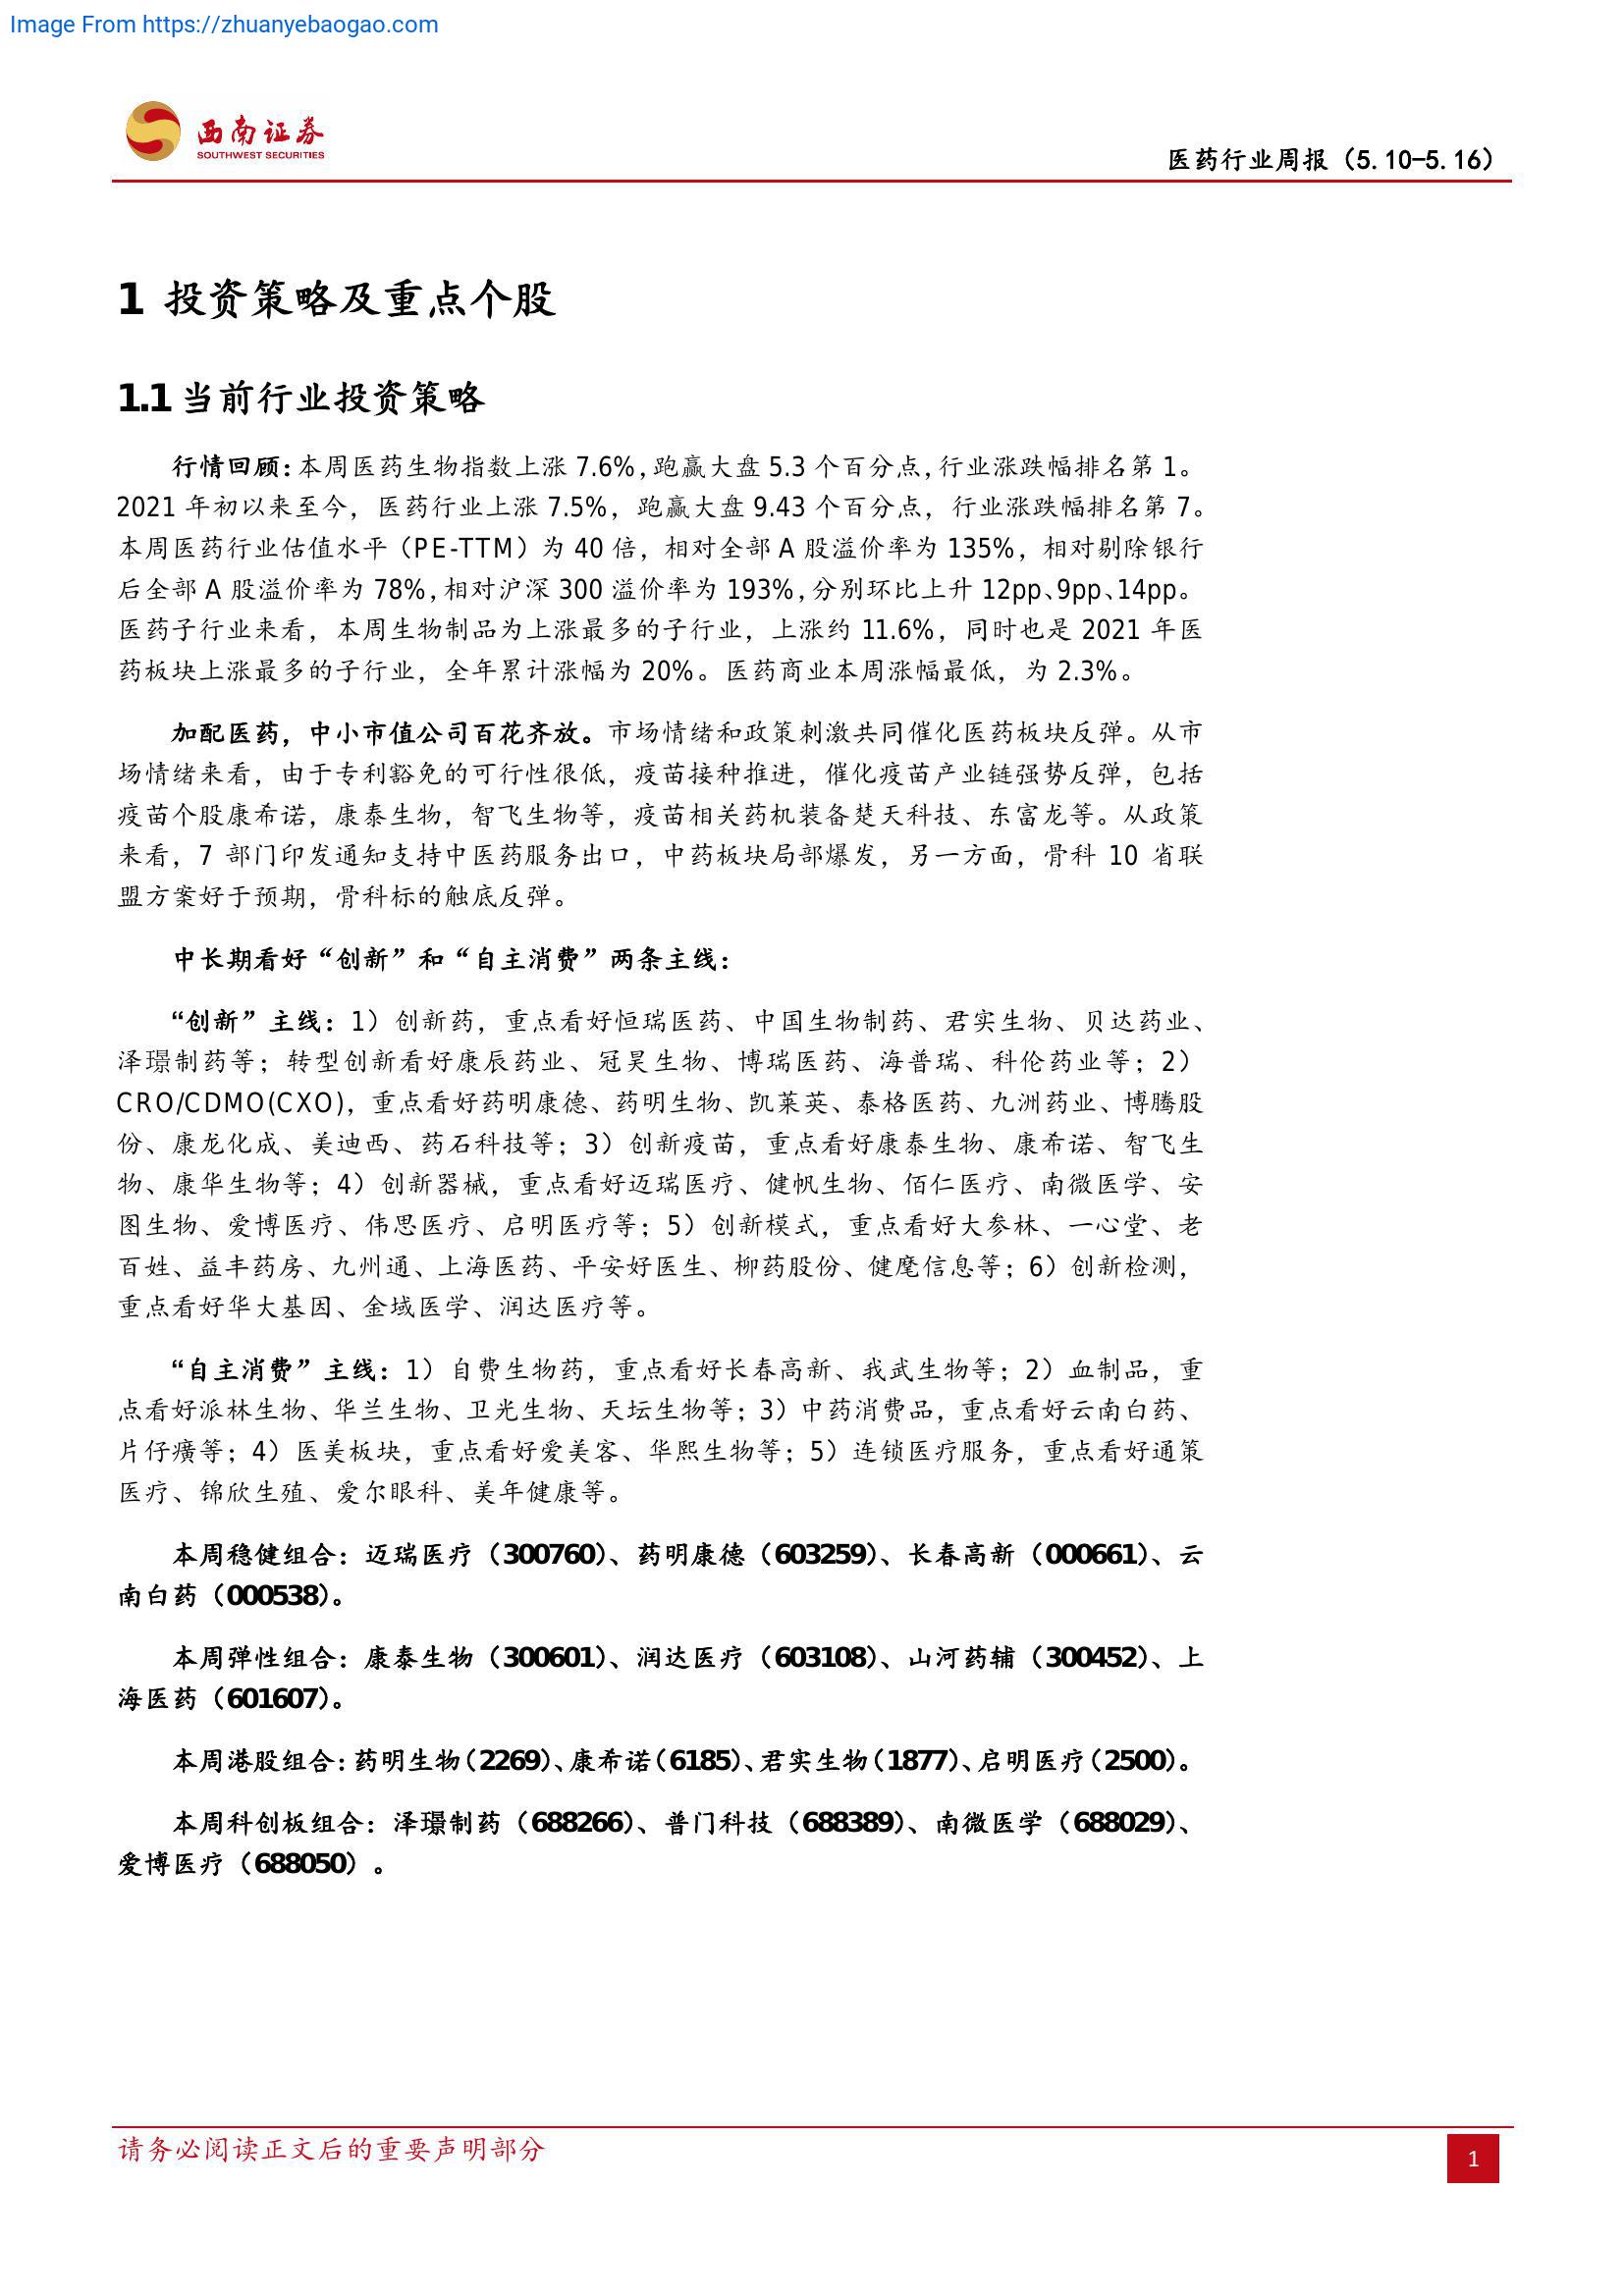 Image From https://zhuanyebaogao.com
西南证券
SOUTHWEST SECURITIES
医药行业周报（5.10-5.16）
1 投资策略及重点个股
1.1 当前行业投资策略
行情回顾：本周医药生物指数上涨 7.6%，跑赢大盘 5.3 个百分点，行业涨跌幅排名第 1。
2021 年初以来至今，医药行业上涨 7.5%，跑赢大盘 9.43 个百分点，行业涨跌幅排名第 7。
本周医药行业估值水平（PE-TTM）为 40 倍，相对全部 A 股溢价率为 135%，相对剔除银行
后全部 A 股溢价率为 78%，相对沪深 300 溢价率为 193%，分别环比上升 12pp、9pp、14pp。
医药子行业来看，本周生物制品为上涨最多的子行业，上涨约 11.6%，同时也是 2021 年医
药板块上涨最多的子行业，全年累计涨幅为 20%。医药商业本周涨幅最低，为 2.3%。
加配医药，中小市值公司百花齐放。市场情绪和政策刺激共同催化医药板块反弹。从市
场情绪来看，由于专利豁免的可行性很低，疫苗接种推进，催化疫苗产业链强势反弹，包括
疫苗个股康希诺，康泰生物，智飞生物等，疫苗相关药机装备楚天科技、东富龙等。从政策
来看，7 部门印发通知支持中医药服务出口，中药板块局部爆发，另一方面，骨科 10 省联
盟方案好于预期，骨科标的触底反弹。
中长期看好“创新”和“自主消费”两条主线：
“创新”主线：1）创新药，重点看好恒瑞医药、中国生物制药、君实生物、贝达药业、
泽璟制药等；转型创新看好康辰药业、冠昊生物、博瑞医药、海普瑞、科伦药业等；2）
CRO/CDMO(CXO)，重点看好药明康德、药明生物、凯莱英、泰格医药、九洲药业、博腾股
份、康龙化成、美迪西、药石科技等；3）创新疫苗，重点看好康泰生物、康希诺、智飞生
物、康华生物等；4）创新器械，重点看好迈瑞医疗、健帆生物、佰仁医疗、南微医学、安
图生物、爱博医疗、伟思医疗、启明医疗等；5）创新模式，重点看好大参林、一心堂、老
百姓、益丰药房、九州通、上海医药、平安好医生、柳药股份、健麾信息等；6）创新检测，
重点看好华大基因、金域医学、润达医疗等。
“自主消费”主线：1）自费生物药，重点看好长春高新、我武生物等；2）血制品，重
点看好派林生物、华兰生物、卫光生物、天坛生物等；3）中药消费品，重点看好云南白药、
片仔癀等；4）医美板块，重点看好爱美客、华熙生物等；5）连锁医疗服务，重点看好通策
医疗、锦欣生殖、爱尔眼科、美年健康等。
本周稳健组合：迈瑞医疗（300760）、药明康德（603259）、长春高新（000661）、云
南白药（000538）。
本周弹性组合：康泰生物（300601）、润达医疗（603108）、山河药辅（300452）、上
海医药（601607）。
本周港股组合：药明生物（2269）、康希诺（6185）、君实生物（1877）、启明医疗（2500）。
本周科创板组合：泽璟制药（688266）、普门科技（688389）、南微医学（688029）、
爱博医疗（688050）。
请务必阅读正文后的重要声明部分
1